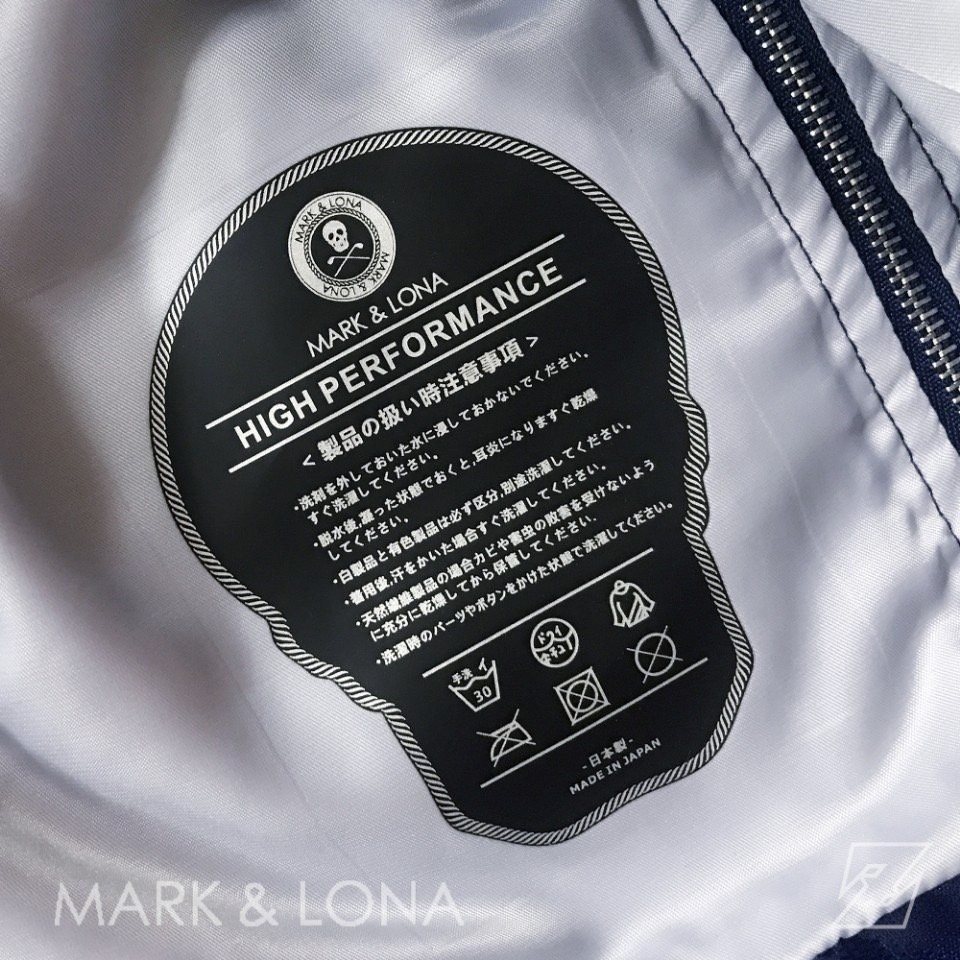 MARK & LONA
MARK & LONA
MARK & LONA
HIGH PERFORMANCE
<製品の扱い時注意事項>
・洗剤を外しておいた水に浸しておかないでください.
すぐ洗濯してください.
・脱水後,濡った状態でおくと,耳炎になりますすぐ乾燥
してください.
・白製品と有色製品は必ず区分,別途洗濯してください.
・着用後,汗をかいた場合すぐ洗濯してください.
・天然繊維製品の場合カビや害虫の敗害を受けないよう
に充分に乾燥してから保管してください.
・洗濯時のパーツやボタンをかけた状態で洗濯してください.
手洗イ
30
ドライ
-日本製-
MADE IN JAPAN
MARK & LONA